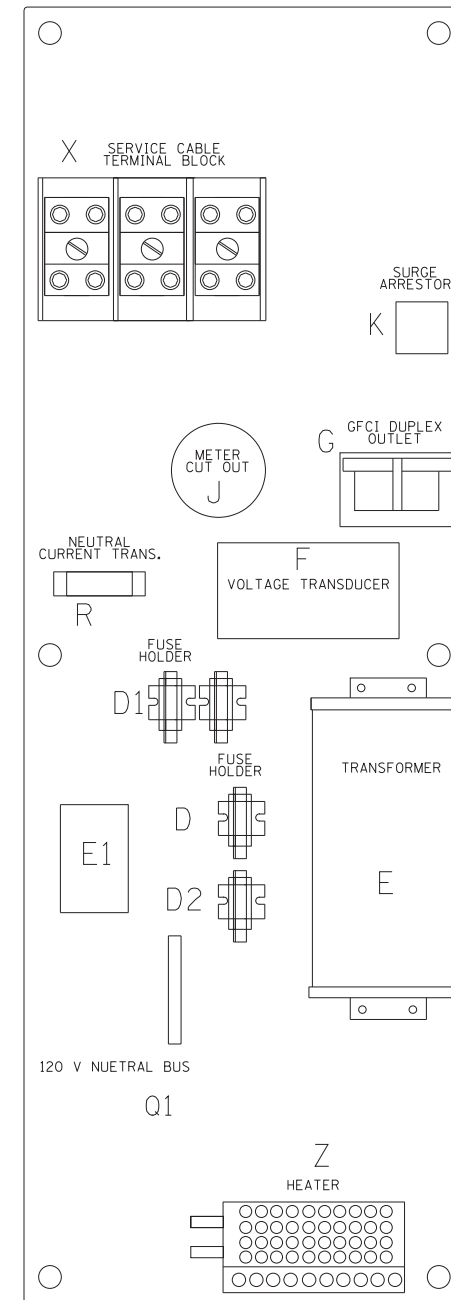 X
SERVICE CABLE
TERMINAL BLOCK
SURGE
ARRESTOR
K
G
GFCI DUPLEX
OUTLET
METER
CUT OUT
J
NEUTRAL
CURRENT TRANS.
R
F
VOLTAGE TRANSDUCER
FUSE
HOLDER
D1
FUSE
HOLDER
TRANSFORMER
D
E1
E
D2
120 V NUETRAL BUS
Q1
Z
HEATER